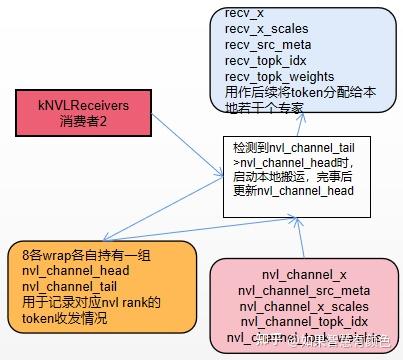 recv_x
recv_x_scales
recv_src_meta
recv_topk_idx
recv_topk_weights
用作后续将token分配给本
地若干个专家
kNVLReceivers
消费者2
检测到nvl_channel_tail
>nvl_channel_head时，
启动本地搬运，完事后
更新nvl_channel_head
8各wrap各自持有一组
nvl_channel_head
nvl_channel_tail
用于记录对应nvl rank的
token收发情况
nvl_channel_x
nvl_channel_src_meta
nvl_channel_x_scales
nvl_channel_topk_idx
nvl_channel_topk_weights
知乎 @如果智慧有颜色